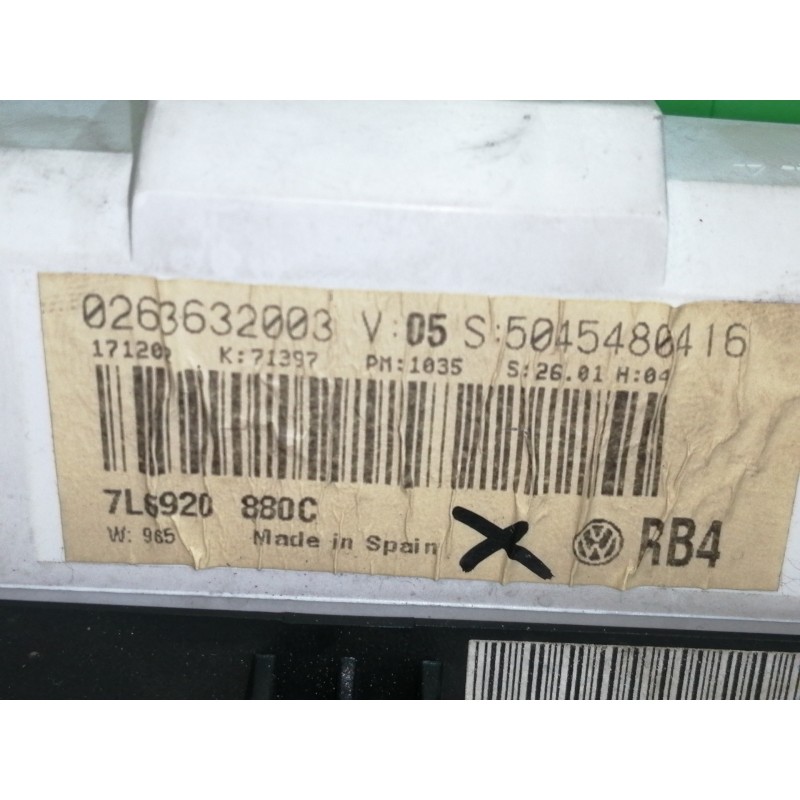 0263632003 V:05 S:5045480416
17120 K:71397 PM:1035 S:26.01 H:04
7L6920 880C
W: 965 Made in Spain RB4